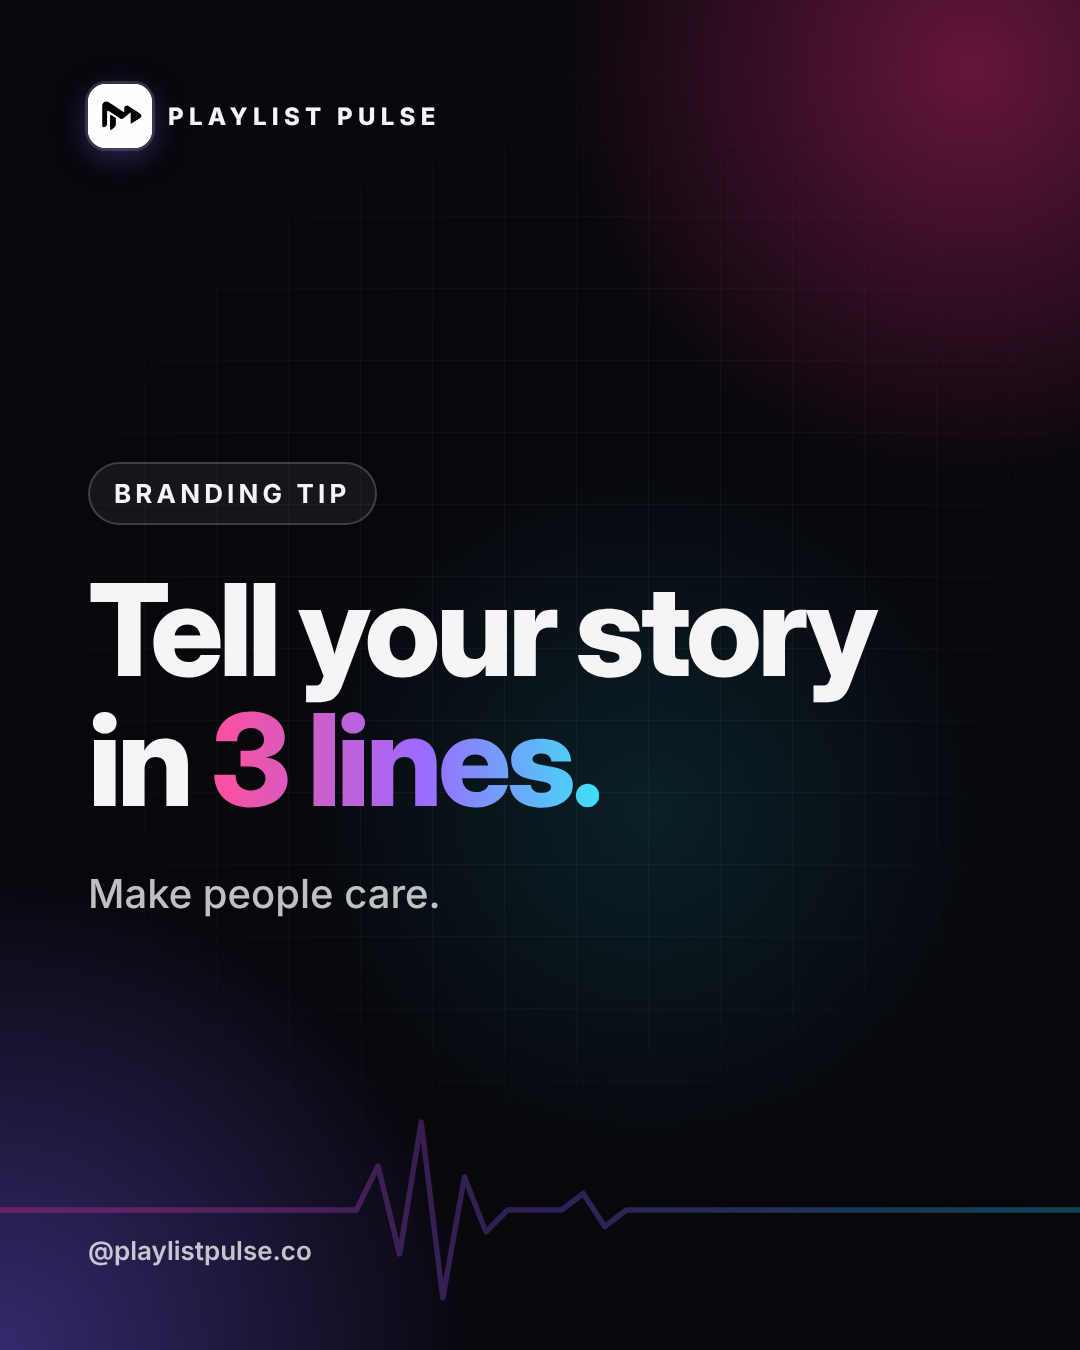 PLAYLIST PULSE
BRANDING TIP
Tell your story
in 3 lines.
Make people care.
@playlistpulse.co